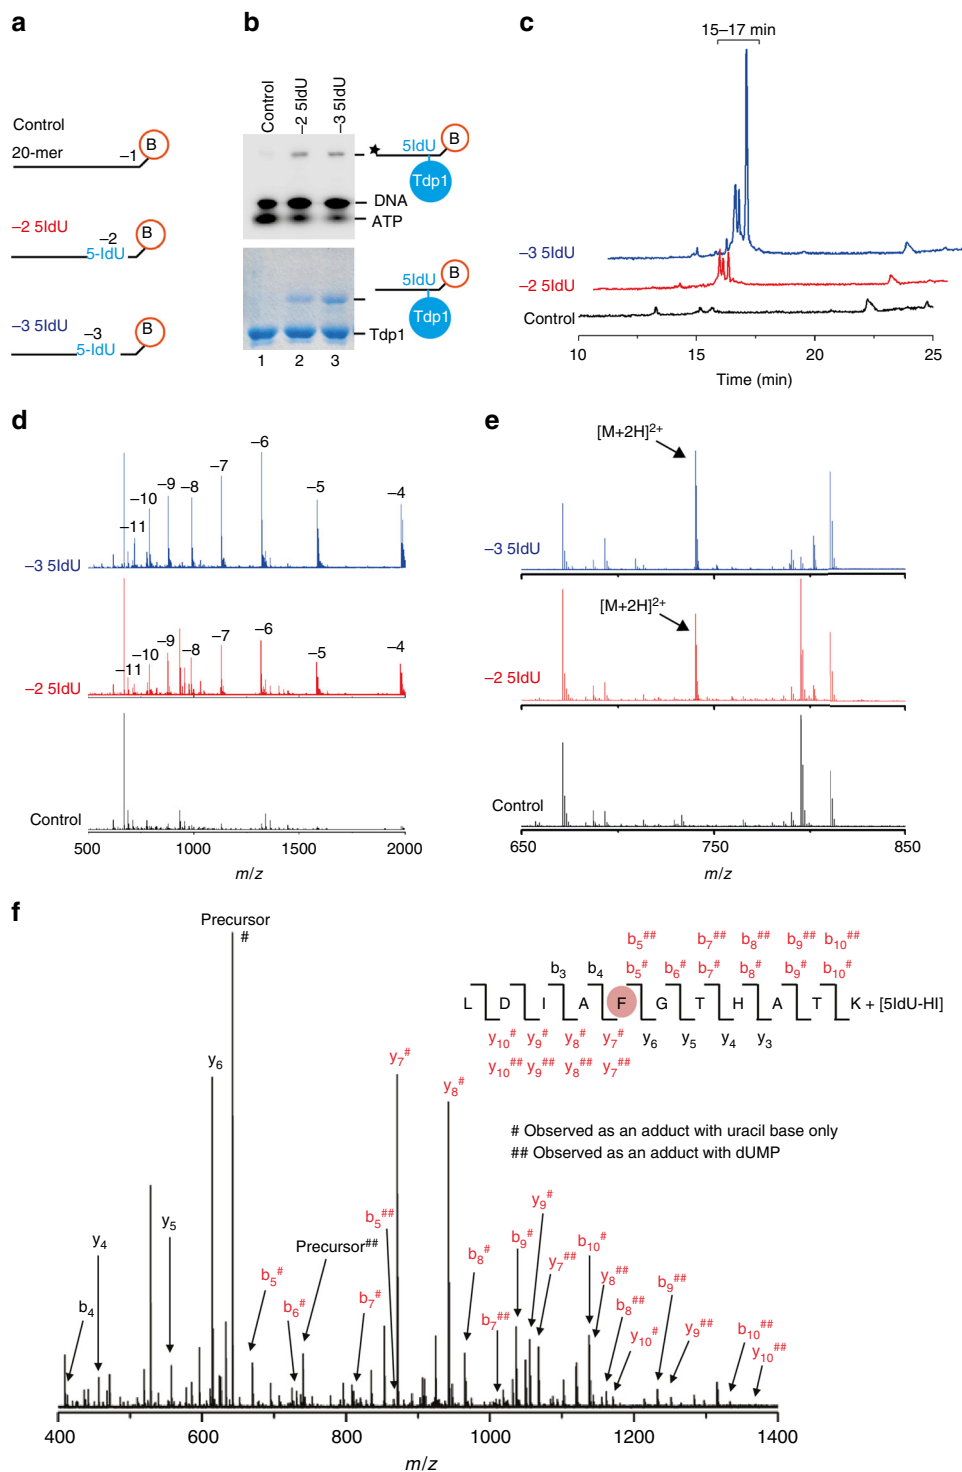 a
Control
20-mer
–1
B
–2 5IdU
–2
5-IdU
B
–3 5IdU
–3
5-IdU
B
b
Control
–2 5IdU
–3 5IdU
★
5IdU
B
Tdp1
DNA
ATP
5IdU
B
Tdp1
Tdp1
1 2 3
c
15–17 min
–3 5IdU
–2 5IdU
Control
10 15 20 25
Time (min)
d
–11 –10 –9 –8 –7 –6 –5 –4
–3 5IdU
–11 –10 –9 –8 –7 –6 –5 –4
–2 5IdU
Control
500 1000 1500 2000
m/z
e
[M+2H]2+
–3 5IdU
[M+2H]2+
–2 5IdU
Control
650 750 850
m/z
f
Precursor
#
b5## b7## b8## b9## b10##
b3 b4 b5# b6# b7# b8# b9# b10#
L D I A F G T H A T K + [5IdU-HI]
y10# y9# y8# y7# y6 y5 y4 y3
y10## y9## y8## y7##
# Observed as an adduct with uracil base only
## Observed as an adduct with dUMP
b4
y4
y5
y6
b5#
b6#
Precursor##
b7#
b5##
y7#
y8#
b8#
b7##
b9#
y9#
y7##
b10#
y8##
b8##
y10#
b9##
y9##
b10##
y10##
400 600 800 1000 1200 1400
m/z